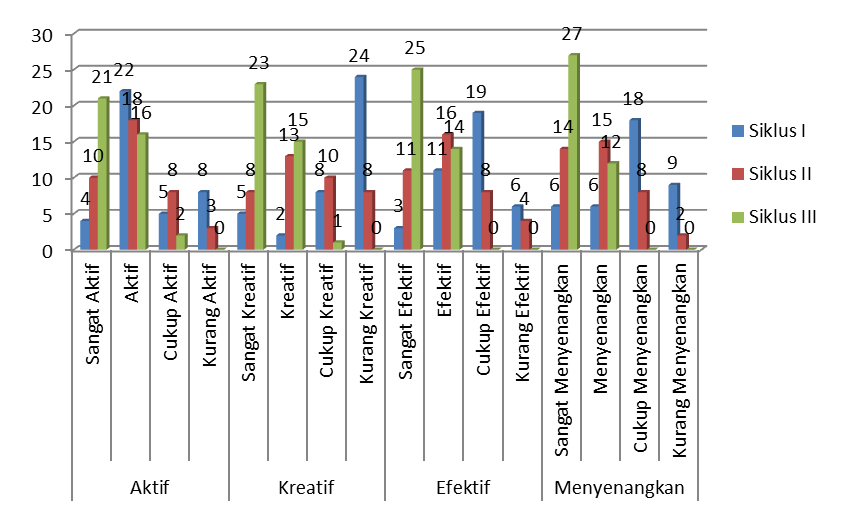 30
25
20
15
10
5
0
4 10 21
22 18 16
5 8 2
8 3 0
5 8 23
2 13 15
8 10 1
24 8 0
3 11 25
11 16 14
19 8 0
6 4 0
6 14 27
6 15 12
18 8 0
9 2 0
Siklus I
Siklus II
Siklus III
Sangat Aktif
Aktif
Cukup Aktif
Kurang Aktif
Sangat Kreatif
Kreatif
Cukup Kreatif
Kurang Kreatif
Sangat Efektif
Efektif
Cukup Efektif
Kurang Efektif
Sangat Menyenangkan
Menyenangkan
Cukup Menyenangkan
Kurang Menyenangkan
Aktif
Kreatif
Efektif
Menyenangkan